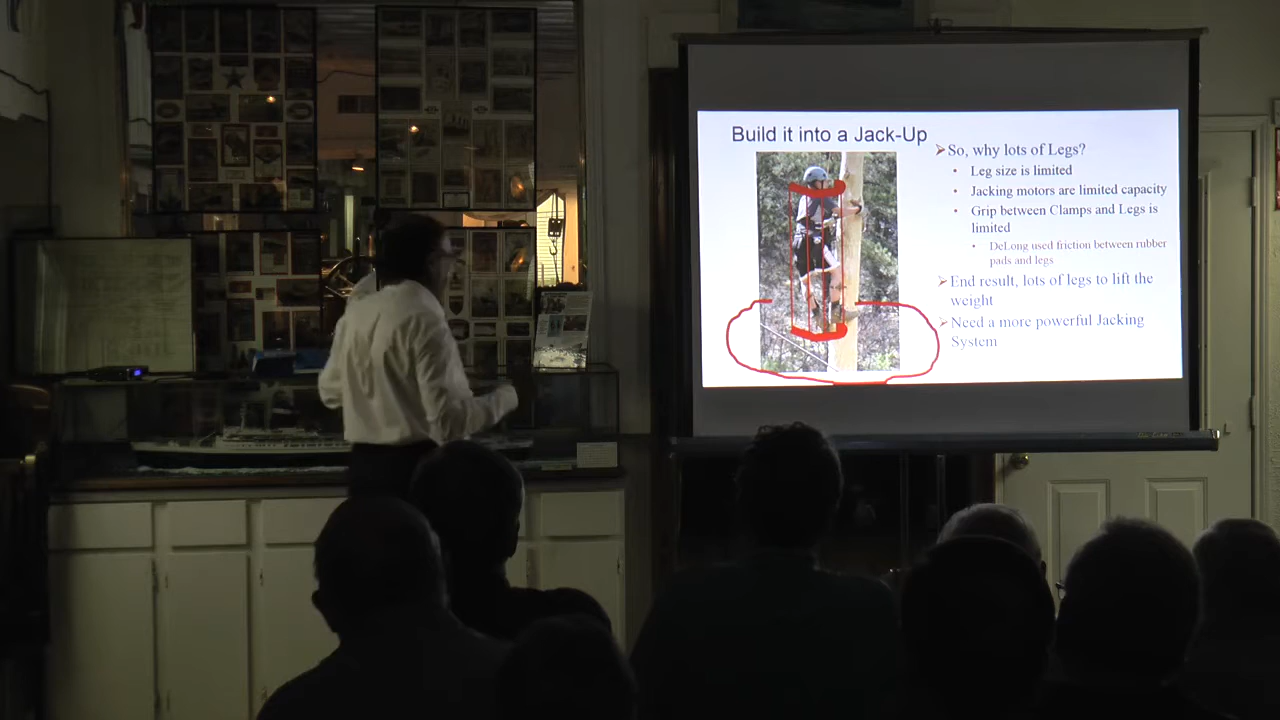 Build it into a Jack-Up
➢So, why lots of Legs?
• Leg size is limited
• Jacking motors are limited capacity
• Grip between Clamps and Legs is
limited
• DeLong used friction between rubber
pads and legs
➢End result, lots of legs to lift the
weight
➢Need a more powerful Jacking
System